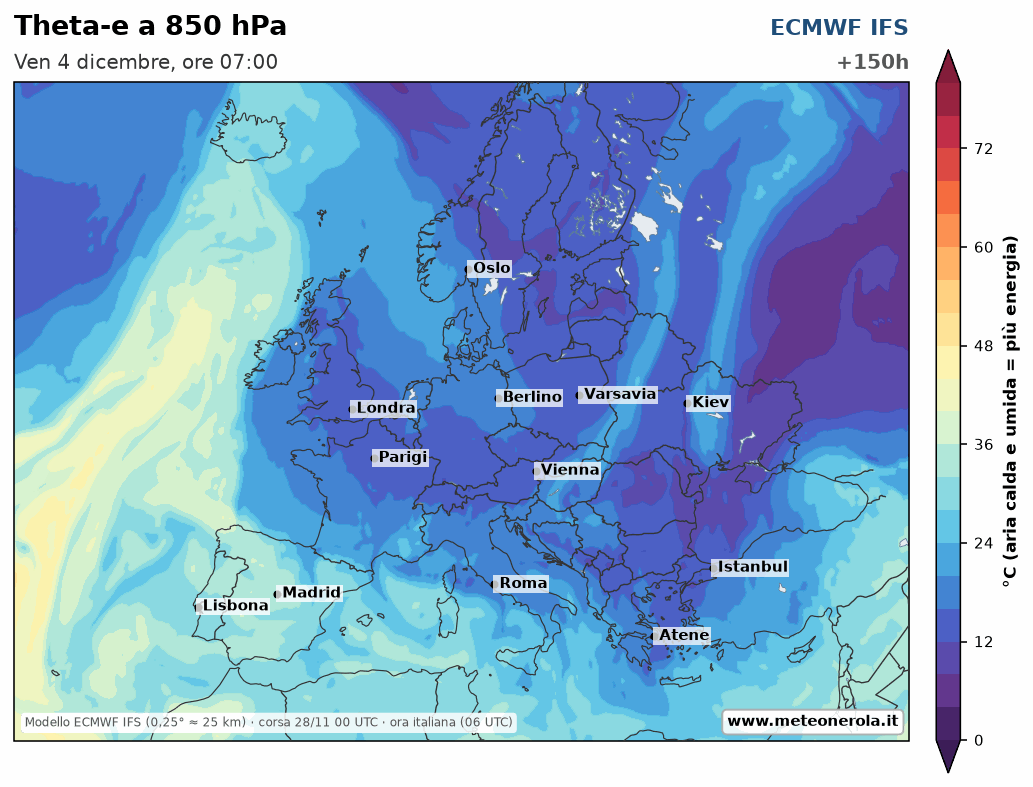 Theta-e a 850 hPa
ECMWF IFS
Ven 4 dicembre, ore 07:00
+150h
Oslo
Berlino
Varsavia
Kiev
Londra
Parigi
Vienna
Istanbul
Roma
Madrid
Lisbona
Atene
Modello ECMWF IFS (0,25° ≈ 25 km) · corsa 28/11 00 UTC · ora italiana (06 UTC)
www.meteonerola.it
72
60
48
36
24
12
0
°C (aria calda e umida = più energia)